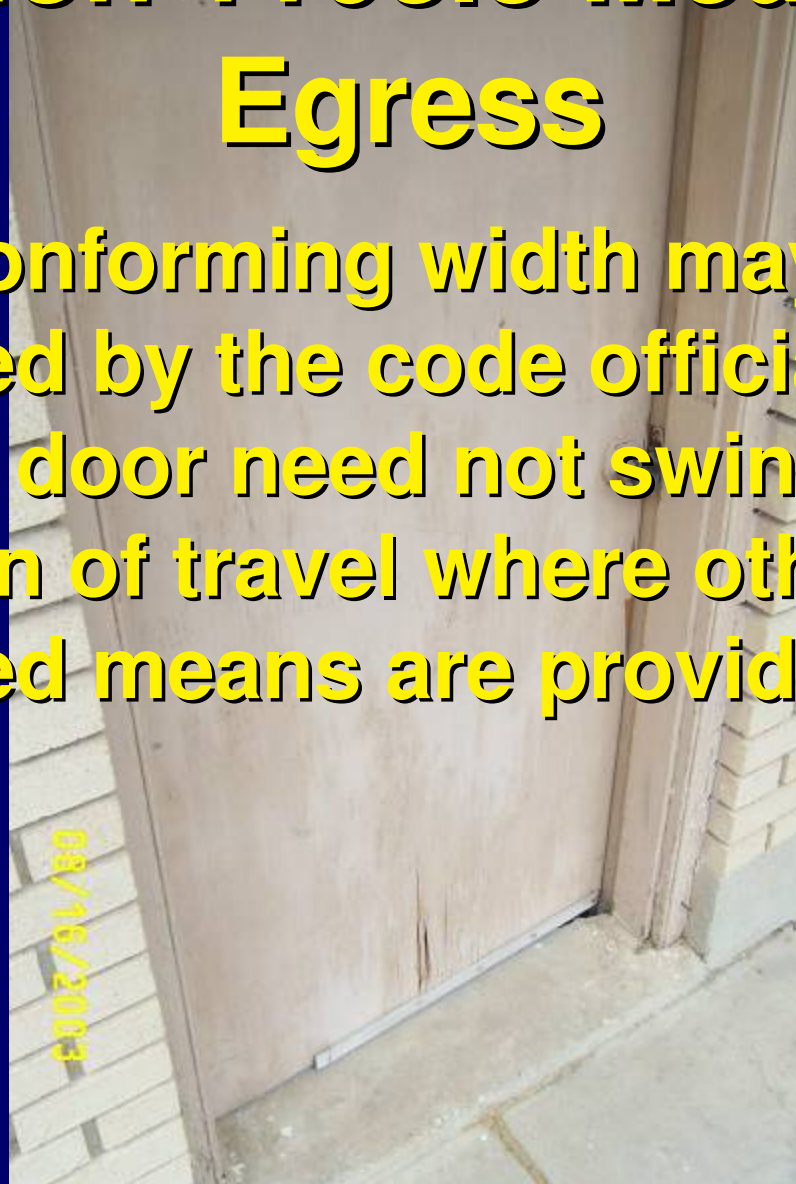 Egress
onforming width may
ed by the code offici
door need not swin
n of travel where oth
ed means are provid
08/16/2003